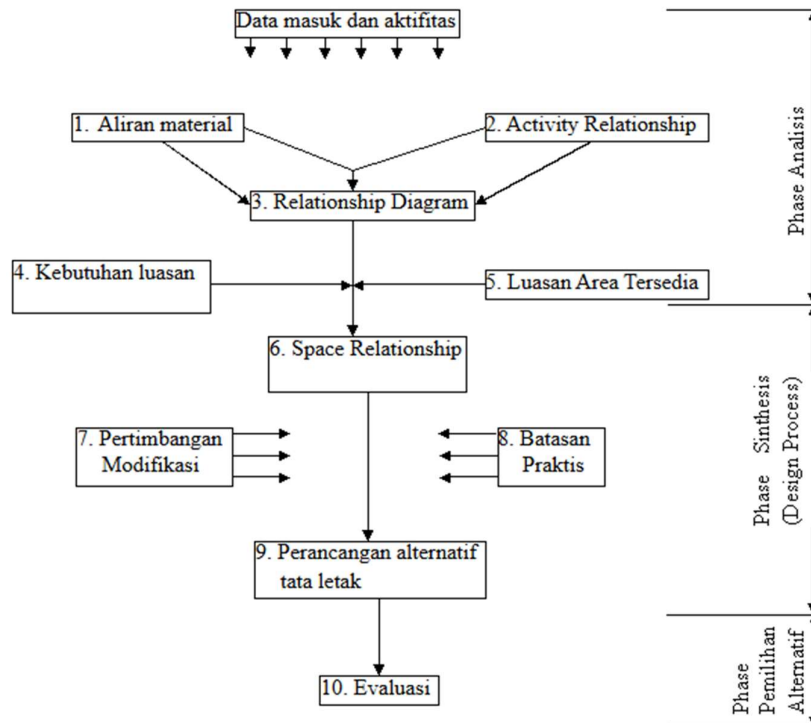 Data masuk dan aktifitas
1. Aliran material
2. Activity Relationship
3. Relationship Diagram
4. Kebutuhan luasan
5. Luasan Area Tersedia
6. Space Relationship
7. Pertimbangan
Modifikasi
8. Batasan
Praktis
9. Perancangan alternatif
tata letak
10. Evaluasi
Phase Analisis
Phase Sinthesis
(Design Process)
Phase
Pemilihan
Alternatif